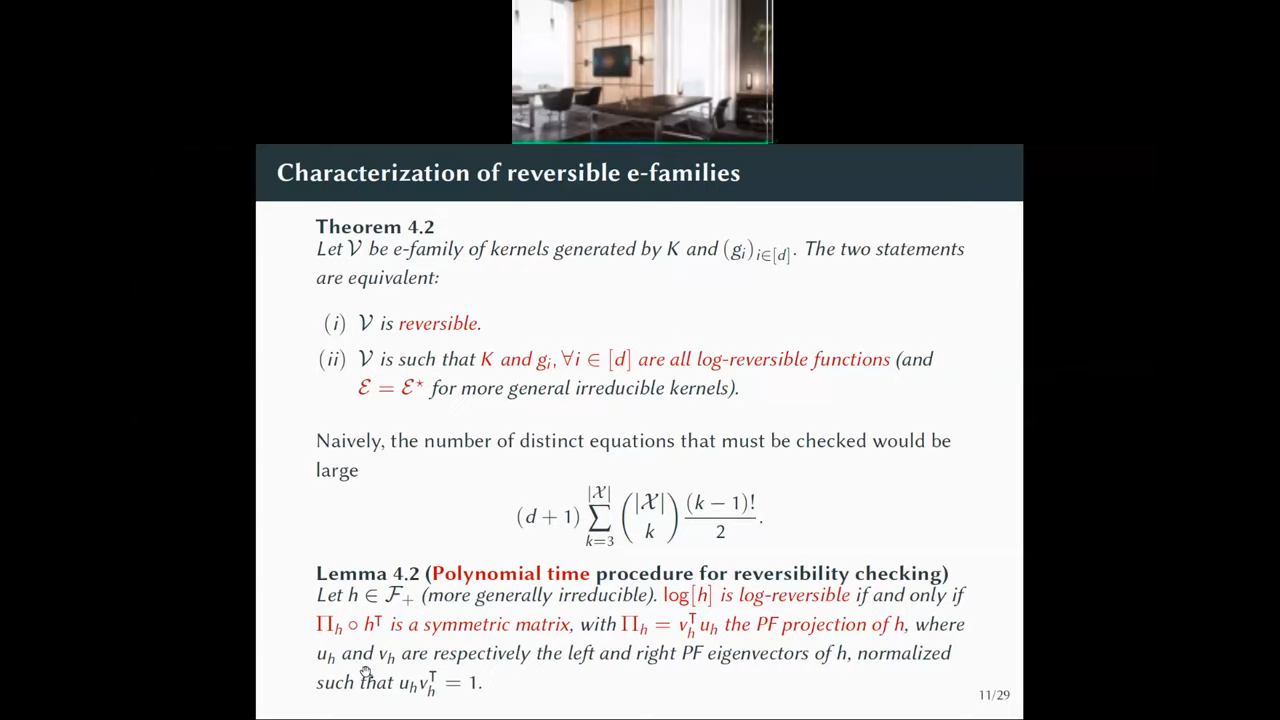 Characterization of reversible e-families
Theorem 4.2
Let 𝒱 be e-family of kernels generated by K and (gᵢ)ᵢ∈[d]. The two statements
are equivalent:
(i) 𝒱 is reversible.
(ii) 𝒱 is such that K and gᵢ, ∀i ∈ [d] are all log-reversible functions (and
ℰ = ℰ⋆ for more general irreducible kernels).
Naively, the number of distinct equations that must be checked would be
large
(d + 1) ∑_{k=3}^{|𝒳|} (|𝒳| k) (k − 1)!/2.
Lemma 4.2 (Polynomial time procedure for reversibility checking)
Let h ∈ ℱ₊ (more generally irreducible). log[h] is log-reversible if and only if
Π_h ∘ h^⊺ is a symmetric matrix, with Π_h = v_h^⊺ u_h the PF projection of h, where
u_h and v_h are respectively the left and right PF eigenvectors of h, normalized
such that u_h v_h^⊺ = 1.
11/29